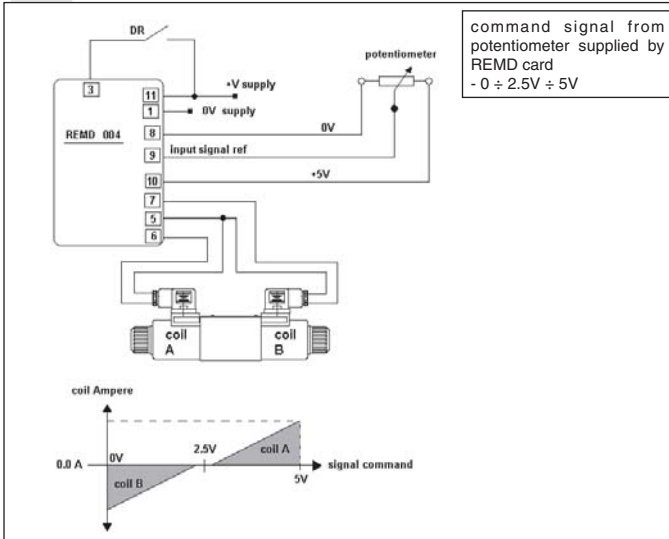 command signal from
potentiometer supplied by
REMD card
- 0 ÷ 2.5V ÷ 5V
DR
potentiometer
3
11
+V supply
1
0V supply
REMD 004
8
0V
9
input signal ref
10
+5V
7
5
6
coil
A
coil
B
coil Ampere
0V
2.5V
coil A
0.0 A
signal command
coil B
5V